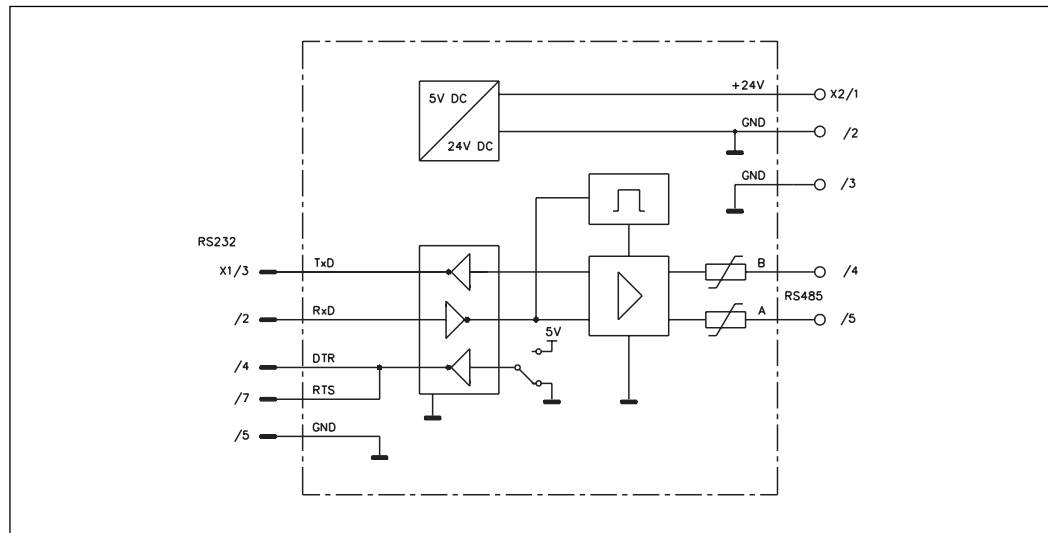 5V DC
24V DC
+24V
X2/1
GND
/2
GND
/3
RS232
X1/3
TxD
B
/4
RS485
/2
RxD
A
/5
5V
/4
DTR
/7
RTS
/5
GND